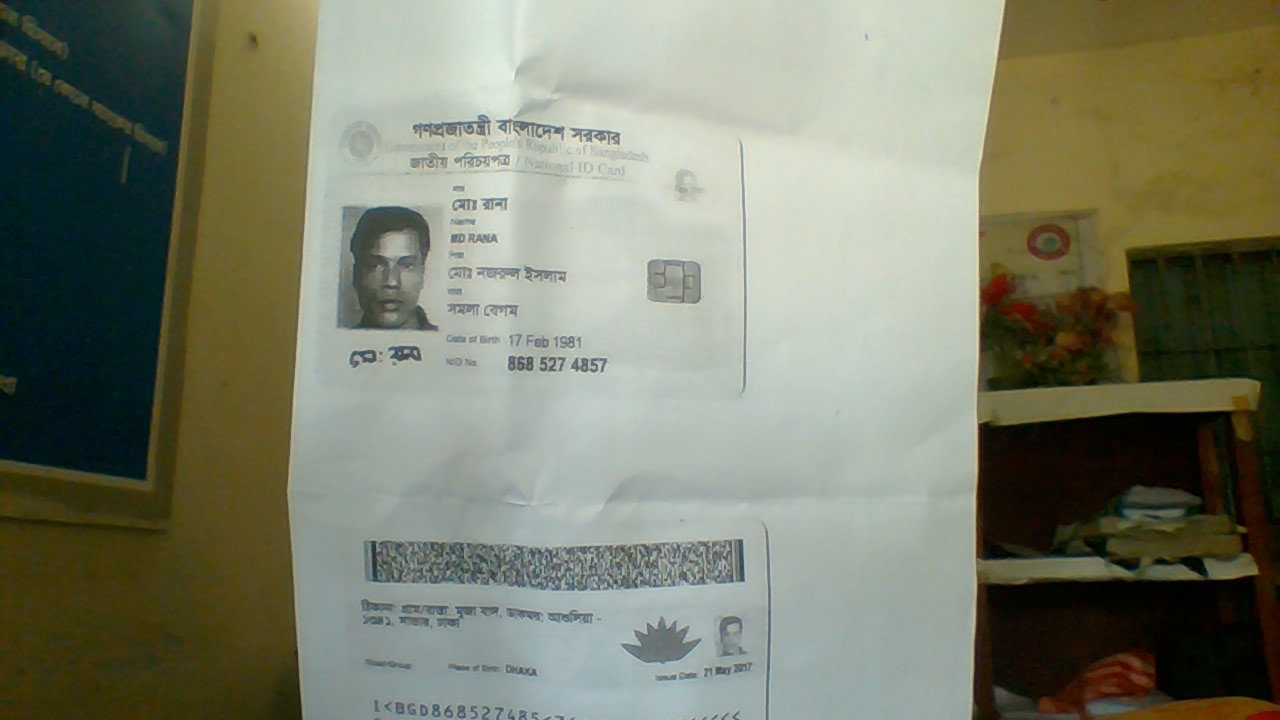 গণপ্রজাতন্ত্রী বাংলাদেশ সরকার
Government of the People's Republic of Bangladesh
জাতীয় পরিচয়পত্র / National ID Card
নাম
মোঃ রানা
Name
MD RANA
পিতা
মোঃ নজরুল ইসলাম
মাতা
সমলা বেগম
Date of Birth 17 Feb 1981
NID No 868 527 4857
মো: রানা
ঠিকানা: গ্রাম/রাস্তা: ডাকঘর: আশুলিয়া -
১৩৪১, সাভার, ঢাকা
Blood Group Place of Birth: DHAKA Issue Date 21 May 2017
I<BGD868527485<7